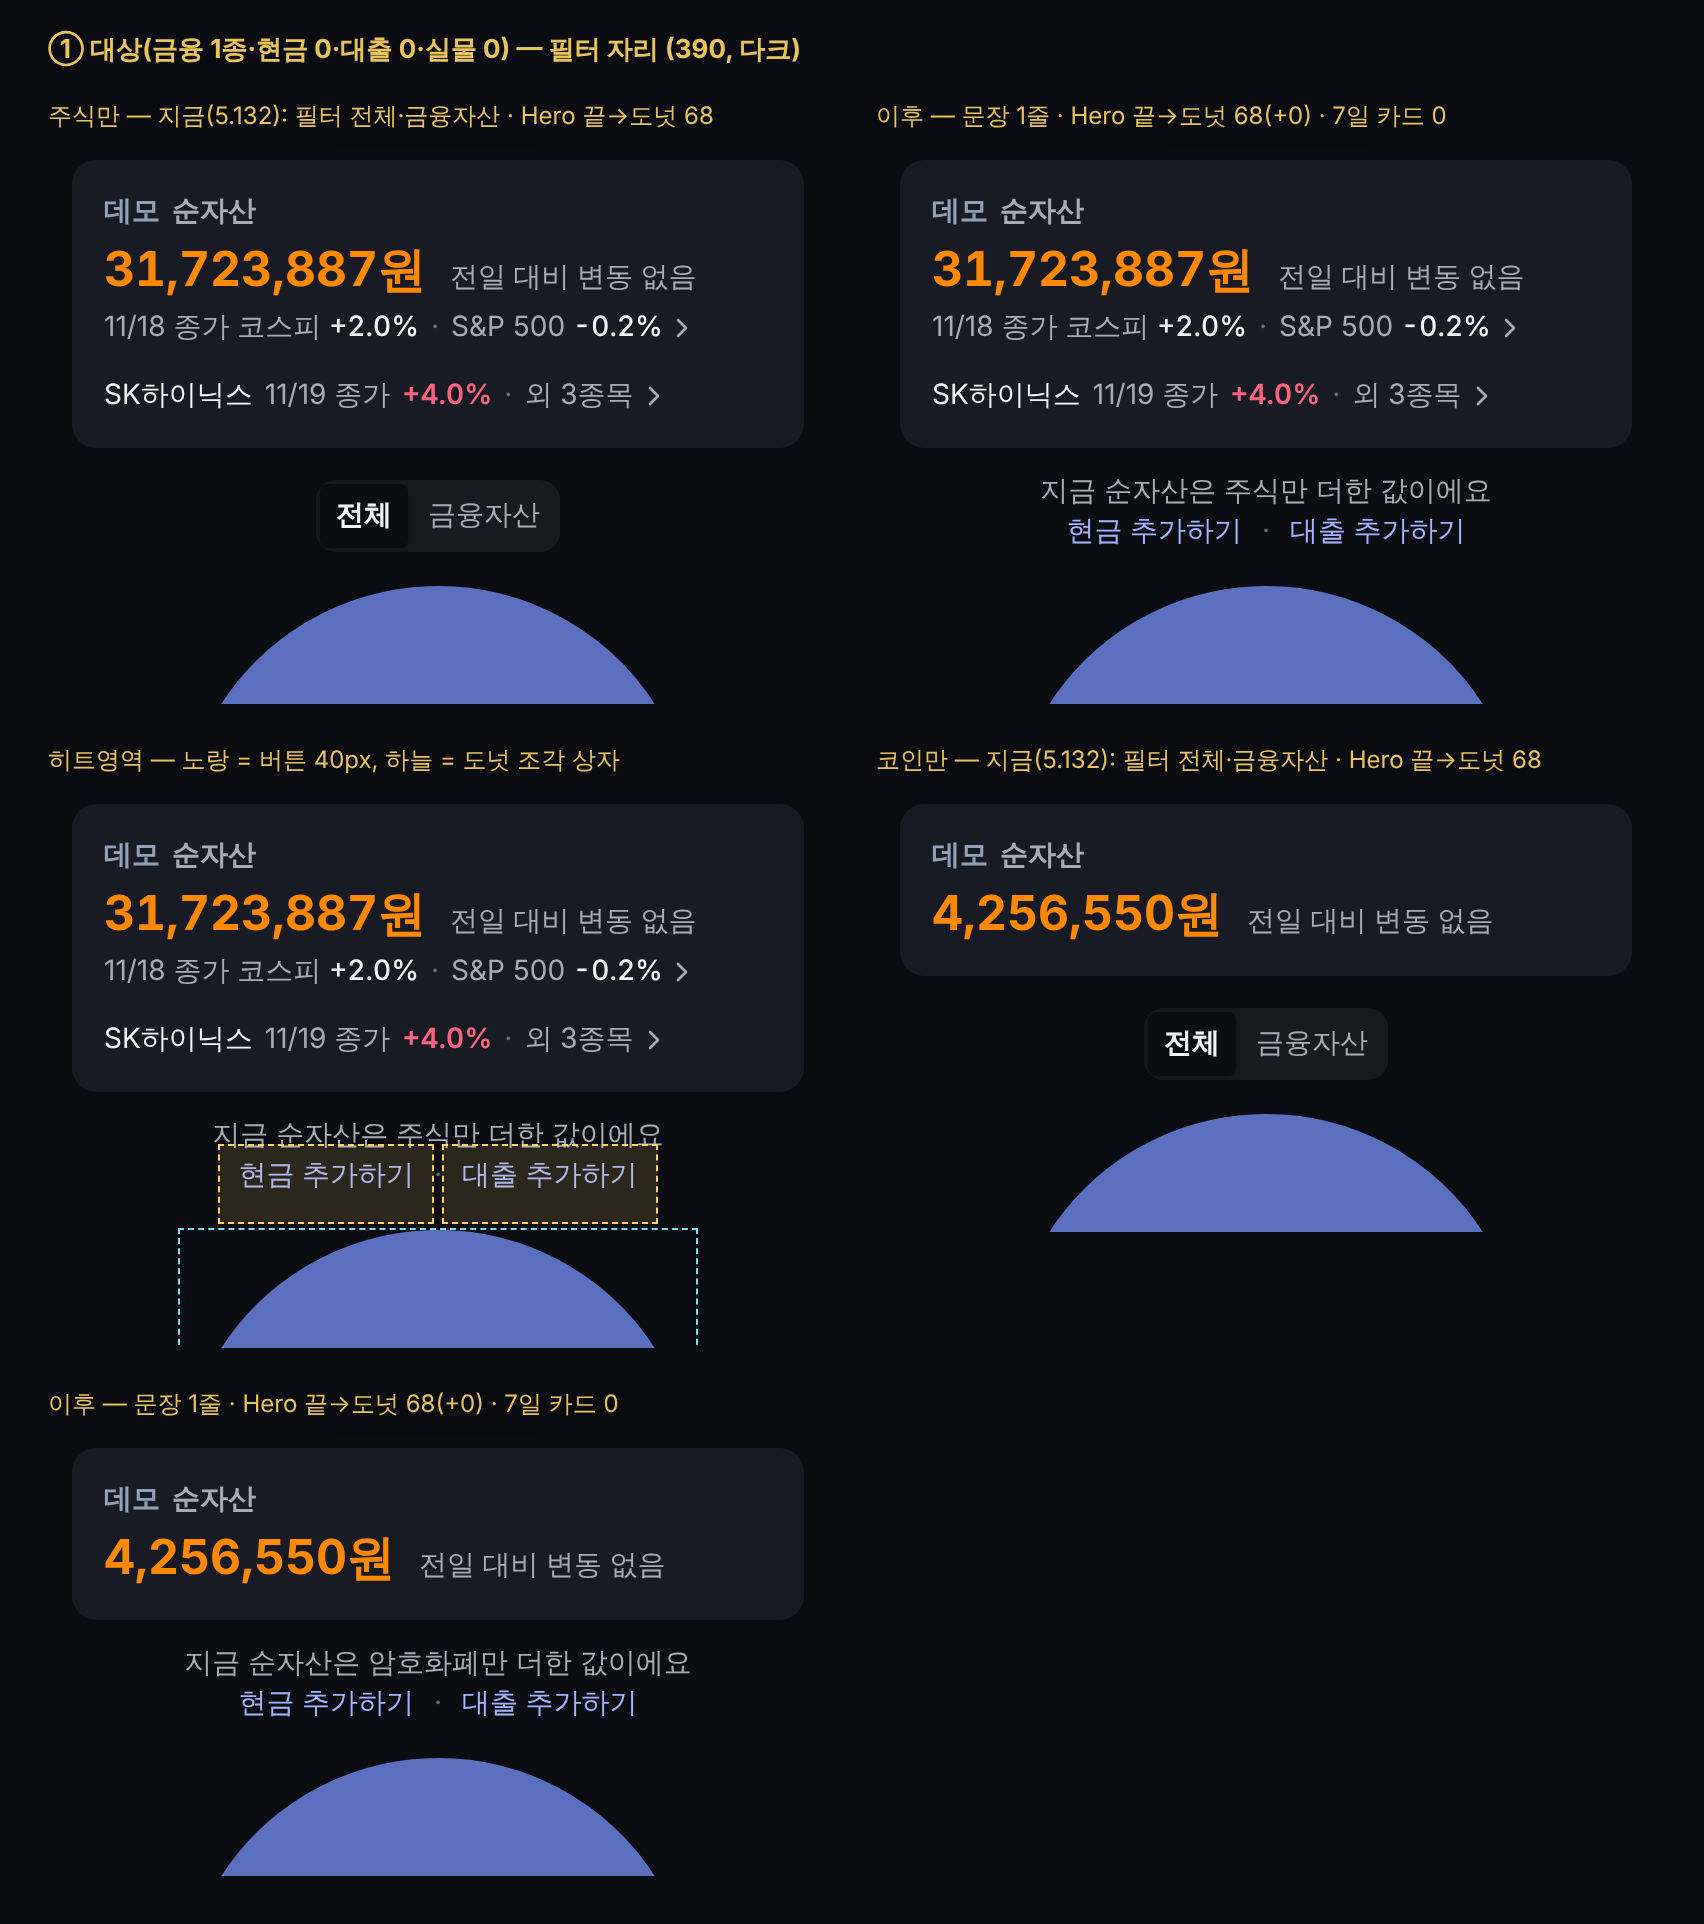 ① 대상(금융 1종·현금 0·대출 0·실물 0) — 필터 자리 (390, 다크)
주식만 — 지금(5.132): 필터 전체·금융자산 · Hero 끝→도넛 68
데모 순자산
31,723,887원 전일 대비 변동 없음
11/18 종가 코스피 +2.0% · S&P 500 -0.2% >
SK하이닉스 11/19 종가 +4.0% · 외 3종목 >
전체 금융자산
이후 — 문장 1줄 · Hero 끝→도넛 68(+0) · 7일 카드 0
데모 순자산
31,723,887원 전일 대비 변동 없음
11/18 종가 코스피 +2.0% · S&P 500 -0.2% >
SK하이닉스 11/19 종가 +4.0% · 외 3종목 >
지금 순자산은 주식만 더한 값이에요
현금 추가하기 · 대출 추가하기
히트영역 — 노랑 = 버튼 40px, 하늘 = 도넛 조각 상자
데모 순자산
31,723,887원 전일 대비 변동 없음
11/18 종가 코스피 +2.0% · S&P 500 -0.2% >
SK하이닉스 11/19 종가 +4.0% · 외 3종목 >
지금 순자산은 주식만 더한 값이에요
현금 추가하기 · 대출 추가하기
코인만 — 지금(5.132): 필터 전체·금융자산 · Hero 끝→도넛 68
데모 순자산
4,256,550원 전일 대비 변동 없음
전체 금융자산
이후 — 문장 1줄 · Hero 끝→도넛 68(+0) · 7일 카드 0
데모 순자산
4,256,550원 전일 대비 변동 없음
지금 순자산은 암호화폐만 더한 값이에요
현금 추가하기 · 대출 추가하기